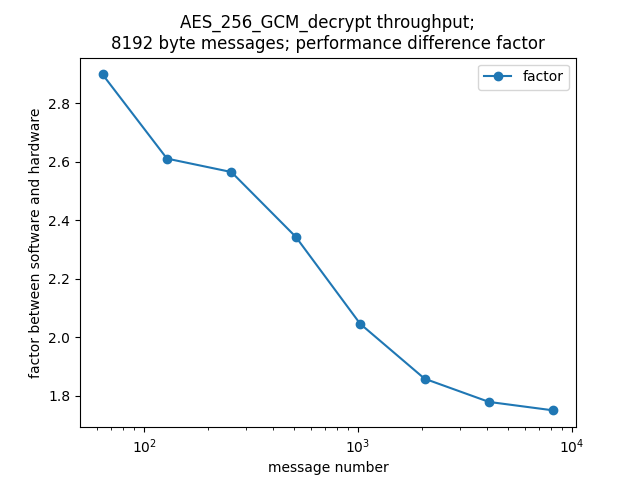 AES_256_GCM_decrypt throughput;
8192 byte messages; performance difference factor
factor
factor between software and hardware
2.8
2.6
2.4
2.2
2.0
1.8
10²
10³
10⁴
message number